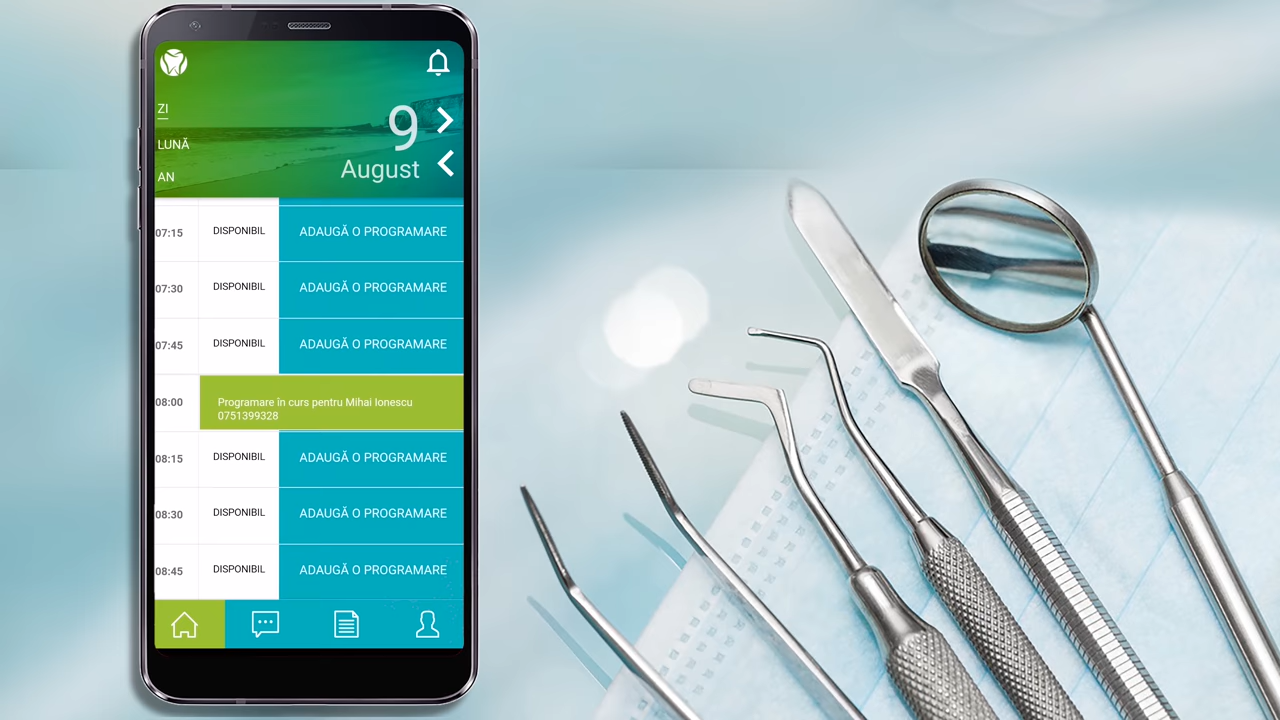 ZI
LUNĂ
AN
9
August
07:15 DISPONIBIL ADAUGĂ O PROGRAMARE
07:30 DISPONIBIL ADAUGĂ O PROGRAMARE
07:45 DISPONIBIL ADAUGĂ O PROGRAMARE
08:00 Programare în curs pentru Mihai Ionescu
0751399328
08:15 DISPONIBIL ADAUGĂ O PROGRAMARE
08:30 DISPONIBIL ADAUGĂ O PROGRAMARE
08:45 DISPONIBIL ADAUGĂ O PROGRAMARE